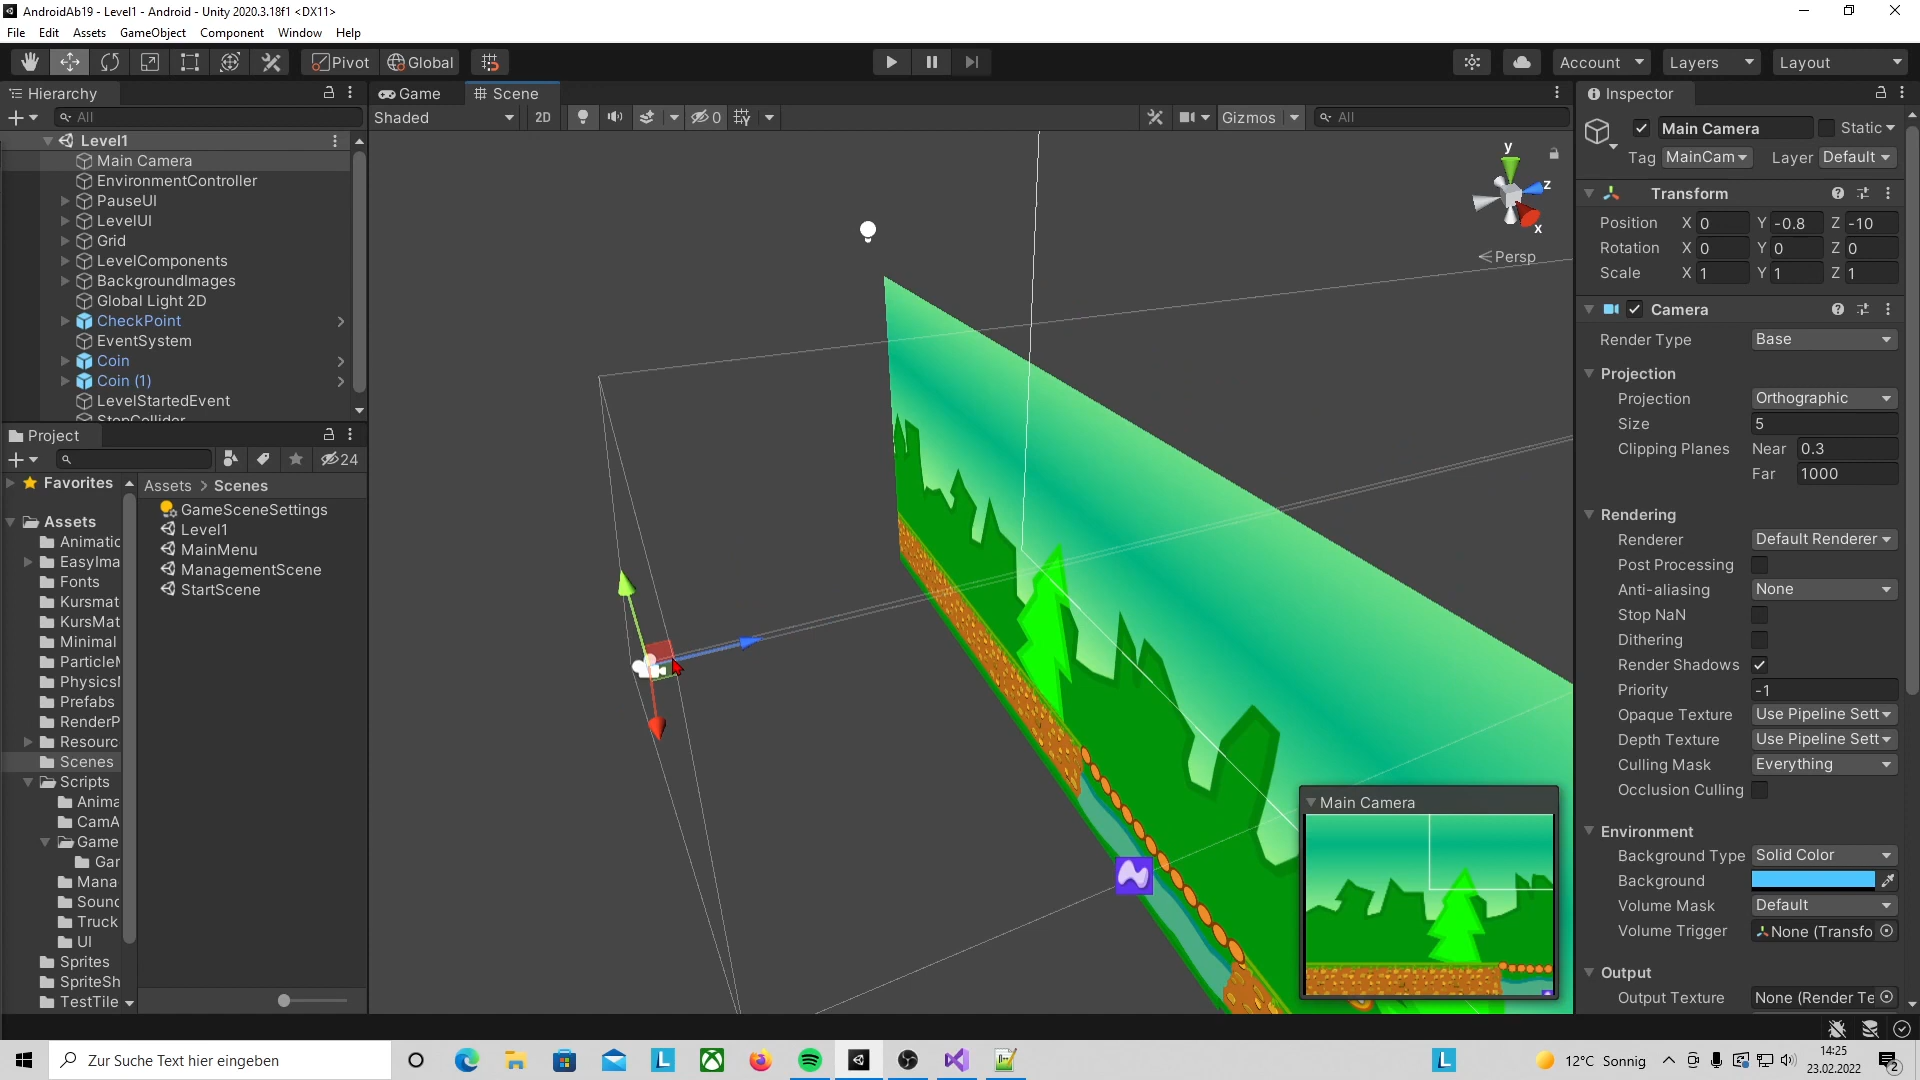 AndroidAb19 - Level1 - Android - Unity 2020.3.18f1 <DX11>
File Edit Assets GameObject Component Window Help
Pivot Global Account Layers Layout
Hierarchy
All
Level1
Main Camera
EnvironmentController
PauseUI
LevelUI
Grid
LevelComponents
BackgroundImages
Global Light 2D
CheckPoint
EventSystem
Coin
Coin (1)
LevelStartedEvent
StopCollider
Project
24
Favorites
Assets
Animatic
EasyIma
Fonts
Kursmat
KursMat
Minimal
ParticleM
PhysicsM
Prefabs
RenderP
Resourc
Scenes
Scripts
Anima
CamA
Game
Gar
Mana
Sound
Truck
UI
Sprites
SpriteSh
TestTile
Assets > Scenes
GameSceneSettings
Level1
MainMenu
ManagementScene
StartScene
Game Scene
Shaded 2D 0 Gizmos All
y
z
x
Persp
Main Camera
Inspector
Main Camera Static
Tag MainCam Layer Default
Transform
Position X 0 Y -0.8 Z -10
Rotation X 0 Y 0 Z 0
Scale X 1 Y 1 Z 1
Camera
Render Type Base
Projection
Projection Orthographic
Size 5
Clipping Planes Near 0.3
Far 1000
Rendering
Renderer Default Renderer
Post Processing
Anti-aliasing None
Stop NaN
Dithering
Render Shadows
Priority -1
Opaque Texture Use Pipeline Sett
Depth Texture Use Pipeline Sett
Culling Mask Everything
Occlusion Culling
Environment
Background Type Solid Color
Background
Volume Mask Default
Volume Trigger None (Transfo
Output
Output Texture None (Render Te
Zur Suche Text hier eingeben
L
L
12°C Sonnig
14:25
23.02.2022
2